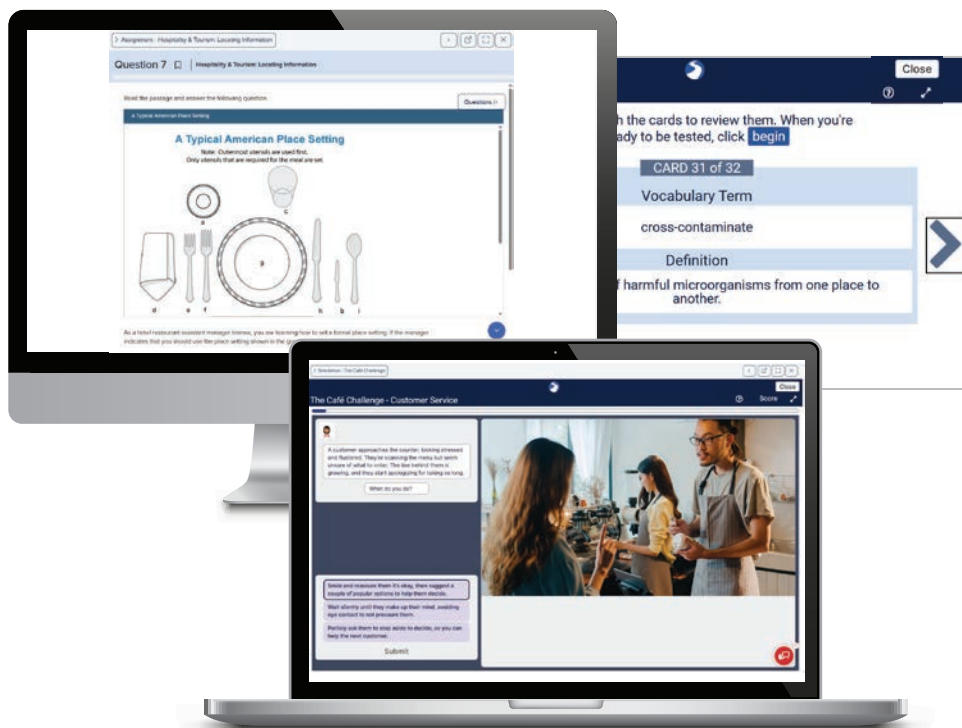 Assignment : Hospitality & Tourism: Locating Information
Question 7
Hospitality & Tourism: Locating Information
Read the passage and answer the following question.
Questions
A Typical American Place Setting
A Typical American Place Setting
Note: Outermost utensils are used first.
Only utensils that are required for the meal are set.
a
c
g
d
e
f
h
b
i
As a hotel restaurant assistant manager trainee, you are learning how to set a formal place setting. If the manager
indicates that you should use the place setting shown in the
Close
h the cards to review them. When you're
ady to be tested, click begin
CARD 31 of 32
Vocabulary Term
cross-contaminate
Definition
f harmful microorganisms from one place to
another.
Simulation : The Café Challenge
Close
The Café Challenge - Customer Service
Score
A customer approaches the counter, looking stressed
and flustered. They're scanning the menu but seem
unsure of what to order. The line behind them is
growing, and they start apologizing for taking so long.
What do you do?
Smile and reassure them it's okay, then suggest a
couple of popular options to help them decide.
Wait silently until they make up their mind, avoiding
eye contact to not pressure them.
Politely ask them to step aside to decide, so you can
help the next customer.
Submit